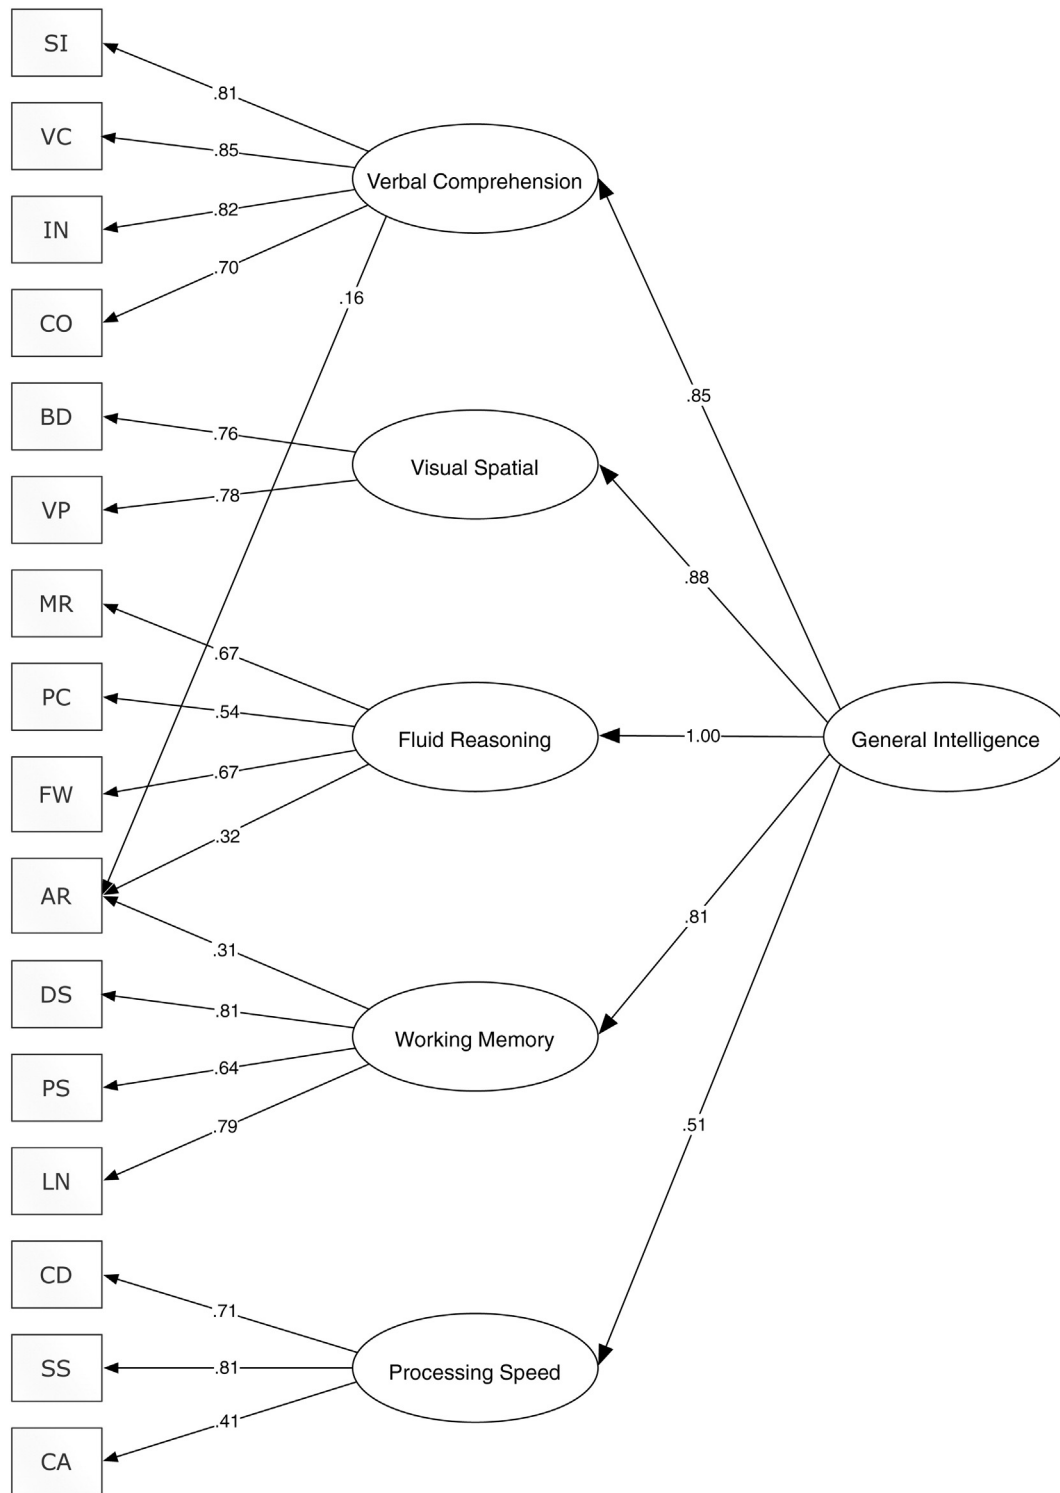 SI
.81
VC
.85
Verbal Comprehension
IN
.82
.70
.16
CO
.85
BD
.76
Visual Spatial
.78
VP
.88
MR
.67
PC
.54
Fluid Reasoning
1.00
General Intelligence
FW
.67
.32
AR
.81
.31
DS
.81
Working Memory
PS
.64
.79
.51
LN
CD
.71
SS
.81
Processing Speed
.41
CA